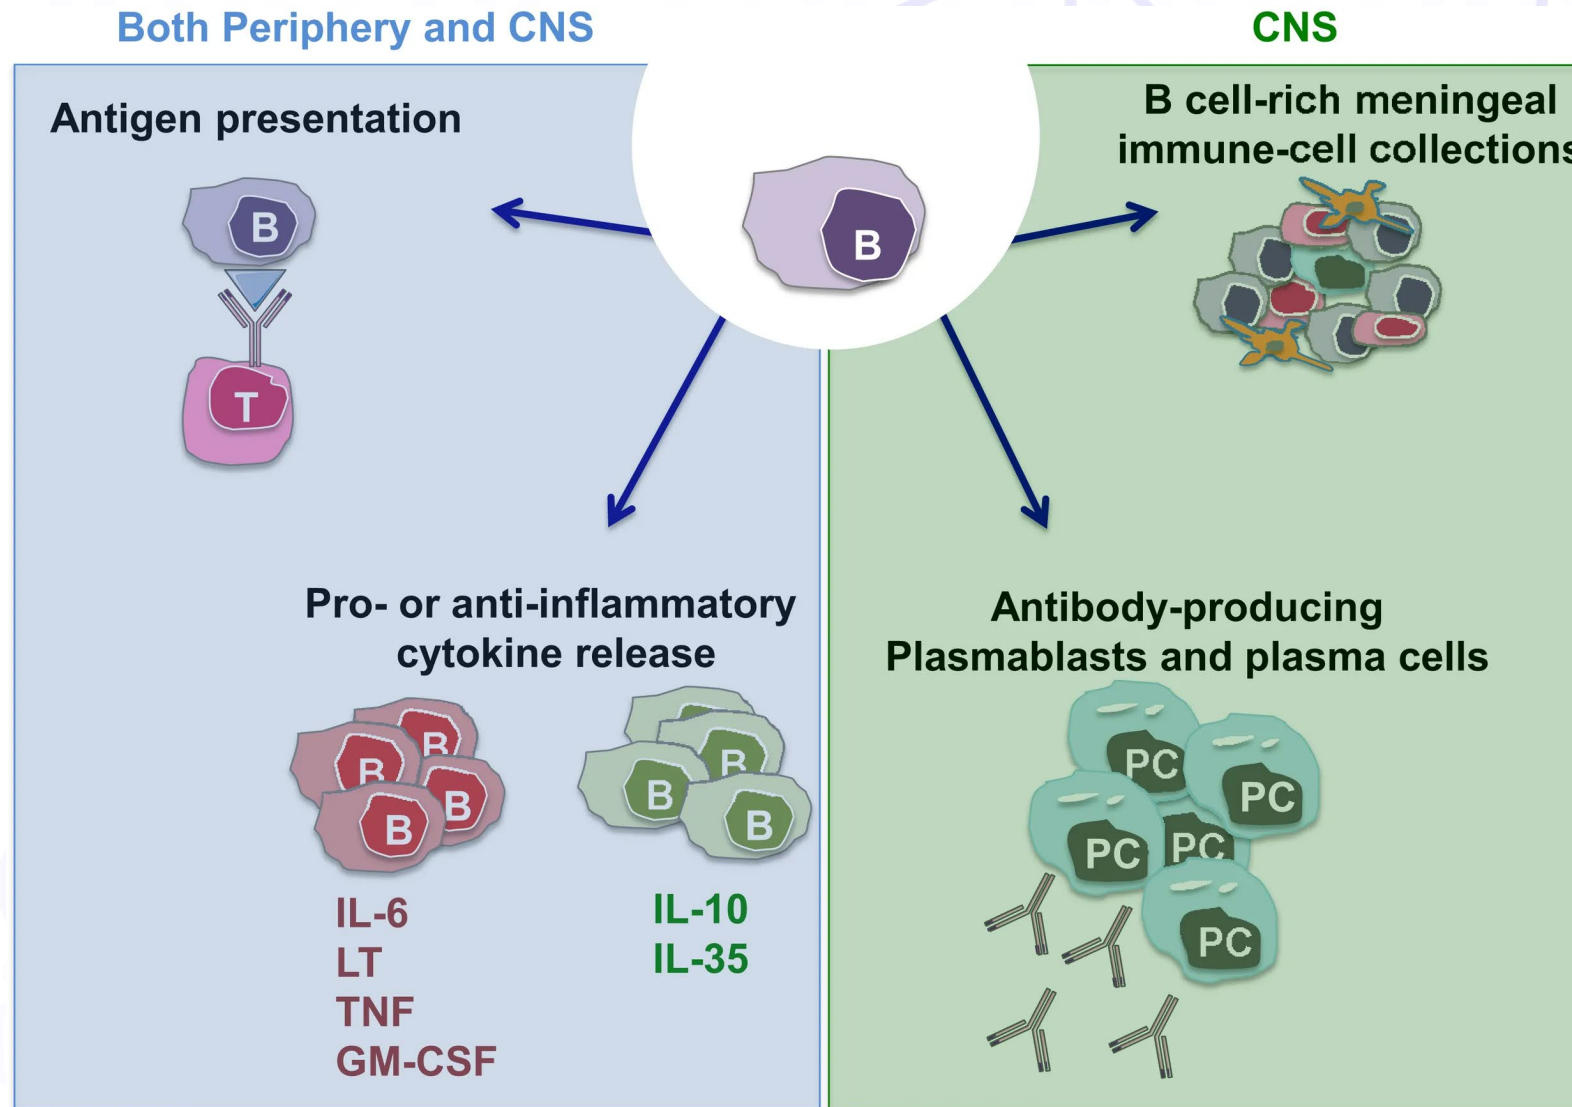 Both Periphery and CNS
CNS
Antigen presentation
B
T
B
B cell-rich meningeal
immune-cell collections
Pro- or anti-inflammatory
cytokine release
B
B
B
B
B
B
B
IL-6
LT
TNF
GM-CSF
IL-10
IL-35
Antibody-producing
Plasmablasts and plasma cells
PC
PC
PC
PC
PC